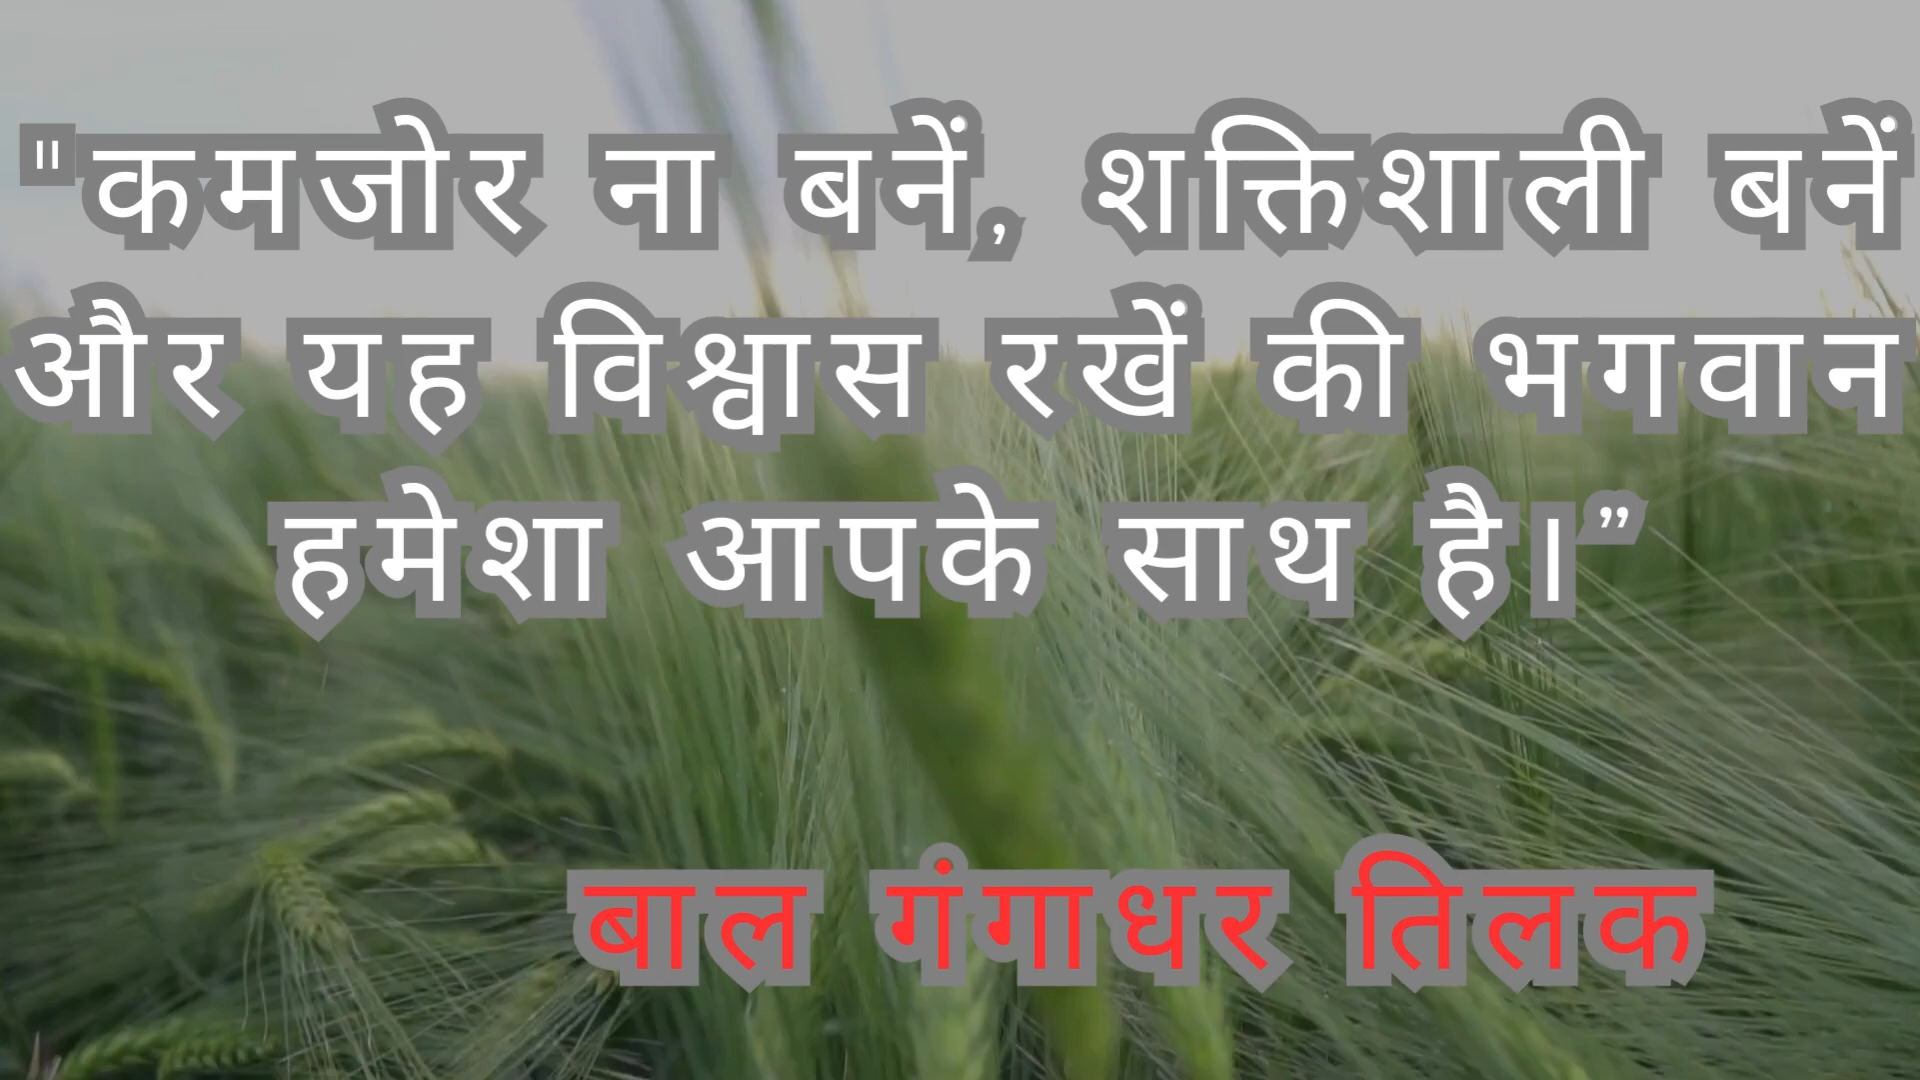 "कमजोर ना बनें, शक्तिशाली बनें
और यह विश्वास रखें की भगवान
हमेशा आपके साथ है।”
बाल गंगाधर तिलक